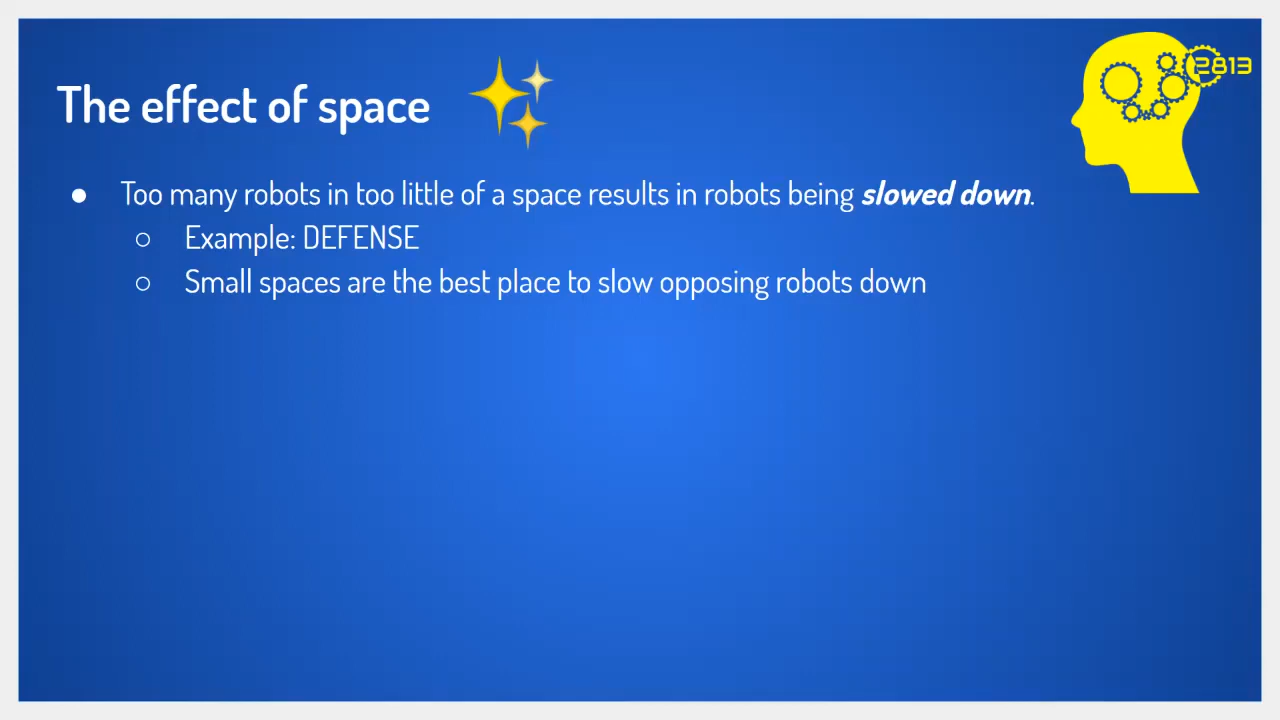 The effect of space
2813
● Too many robots in too little of a space results in robots being slowed down.
○ Example: DEFENSE
○ Small spaces are the best place to slow opposing robots down